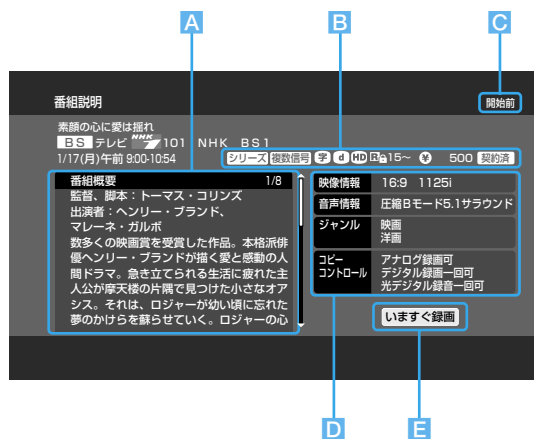 A
B
C
番組説明
開始前
素顔の心に愛は揺れ
BS テレビ NHK 7 101 NHK BS1
1/17(月)午前 9:00-10:54
シリーズ 複数信号 字 d HD R 15〜 ¥ 500 契約済
番組概要 1/8
監督、脚本：トーマス・コリンズ
出演者：ヘンリー・ブランド、
マレーネ・ガルボ
数多くの映画賞を受賞した作品。本格派俳
優ヘンリー・ブランドが描く愛と感動の人
間ドラマ。急き立てられる生活に疲れた主
人公が摩天楼の片隅で見つけた小さなオア
シス。それは、ロジャーが幼い頃に忘れた
夢のかけらを蘇らせていく。ロジャーの心
映像情報 16:9 1125i
音声情報 圧縮Bモード5.1サラウンド
ジャンル 映画
洋画
コピー
コントロール
アナログ録画可
デジタル録画一回可
光デジタル録音一回可
いますぐ録画
D
E